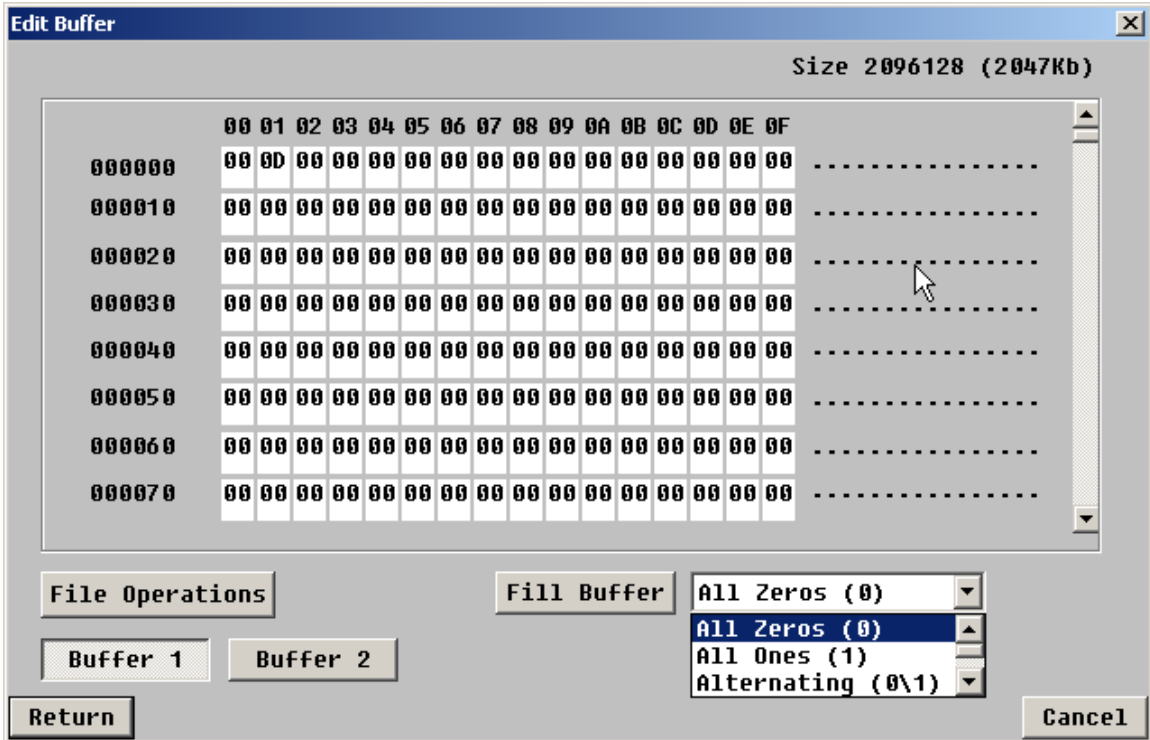 Edit Buffer
Size 2096128 (2047Kb)
00 01 02 03 04 05 06 07 08 09 0A 0B 0C 0D 0E 0F
000000 00 0D 00 00 00 00 00 00 00 00 00 00 00 00 00 00 ................
000010 00 00 00 00 00 00 00 00 00 00 00 00 00 00 00 00 ................
000020 00 00 00 00 00 00 00 00 00 00 00 00 00 00 00 00 ................
000030 00 00 00 00 00 00 00 00 00 00 00 00 00 00 00 00 ................
000040 00 00 00 00 00 00 00 00 00 00 00 00 00 00 00 00 ................
000050 00 00 00 00 00 00 00 00 00 00 00 00 00 00 00 00 ................
000060 00 00 00 00 00 00 00 00 00 00 00 00 00 00 00 00 ................
000070 00 00 00 00 00 00 00 00 00 00 00 00 00 00 00 00 ................
File Operations Fill Buffer All Zeros (0)
All Zeros (0)
All Ones (1)
Alternating (0\1)
Buffer 1 Buffer 2
Return Cancel